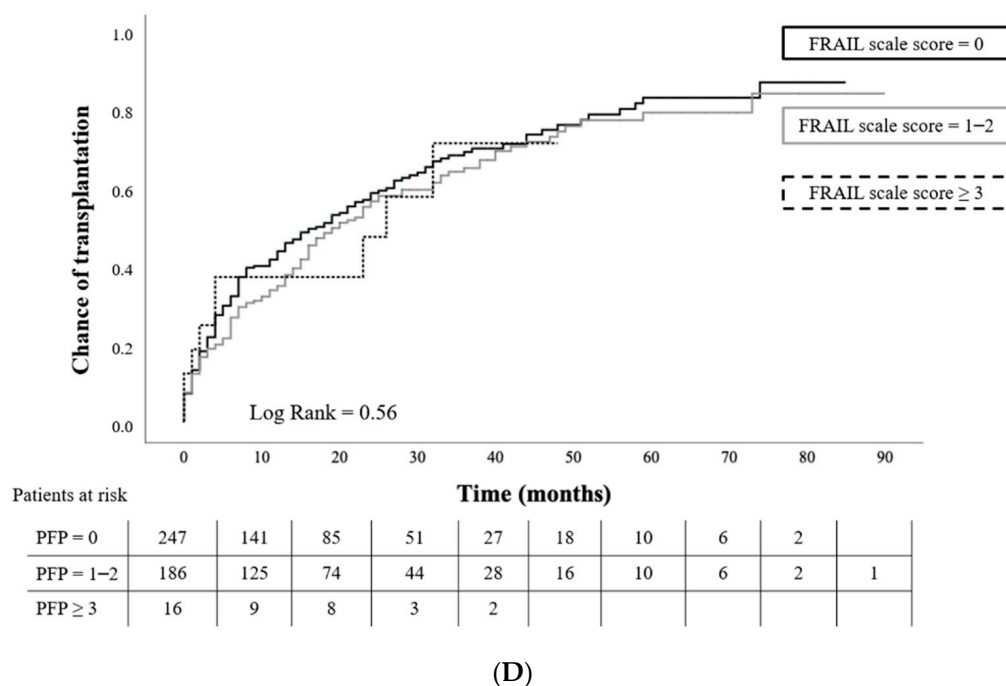 1.0
FRAIL scale score = 0
0.8
FRAIL scale score = 1−2
0.6
FRAIL scale score ≥ 3
Chance of transplantation
0.4
0.2
Log Rank = 0.56
0.0
0 10 20 30 40 50 60 70 80 90
Patients at risk
Time (months)
PFP = 0 247 141 85 51 27 18 10 6 2
PFP = 1−2 186 125 74 44 28 16 10 6 2 1
PFP ≥ 3 16 9 8 3 2
(D)